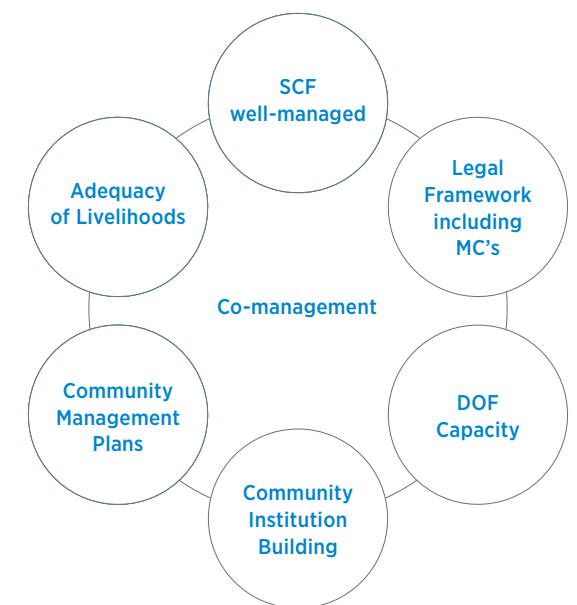 SCF
well-managed
Legal
Framework
including
MC's
DOF
Capacity
Community
Institution
Building
Community
Management
Plans
Adequacy
of Livelihoods
Co-management